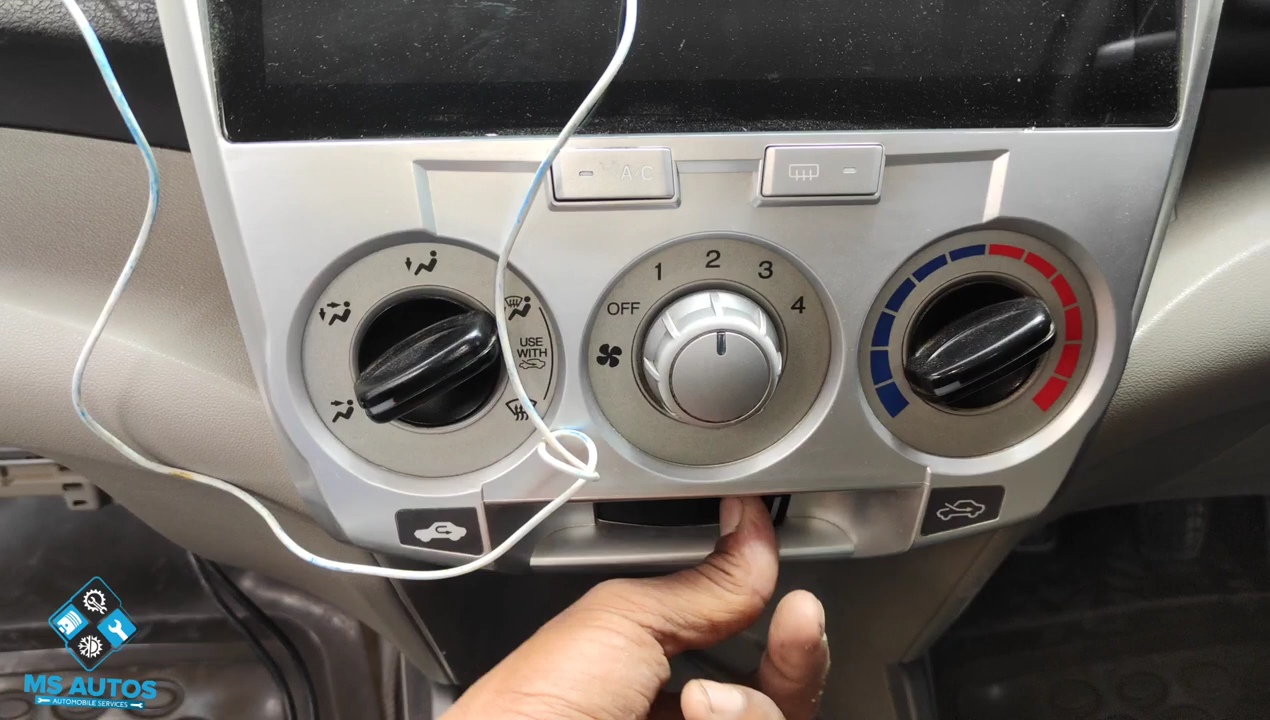 A/C
1
2
3
4
OFF
USE
WITH
MS AUTOS
AUTOMOBILE SERVICES